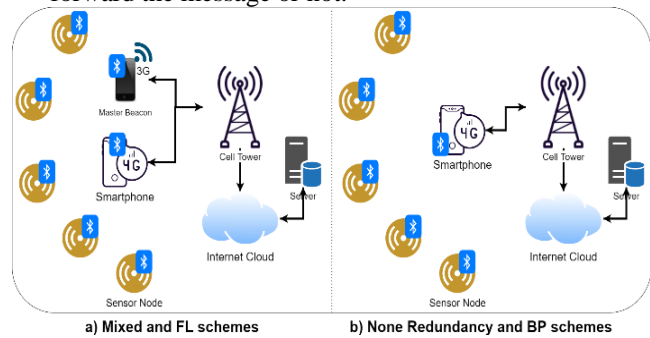 forward the message or not.
3G
Master Beacon
4G
Smartphone
Cell Tower
Server
Internet Cloud
Sensor Node
a) Mixed and FL schemes
4G
Smartphone
Cell Tower
Server
Internet Cloud
Sensor Node
b) None Redundancy and BP schemes